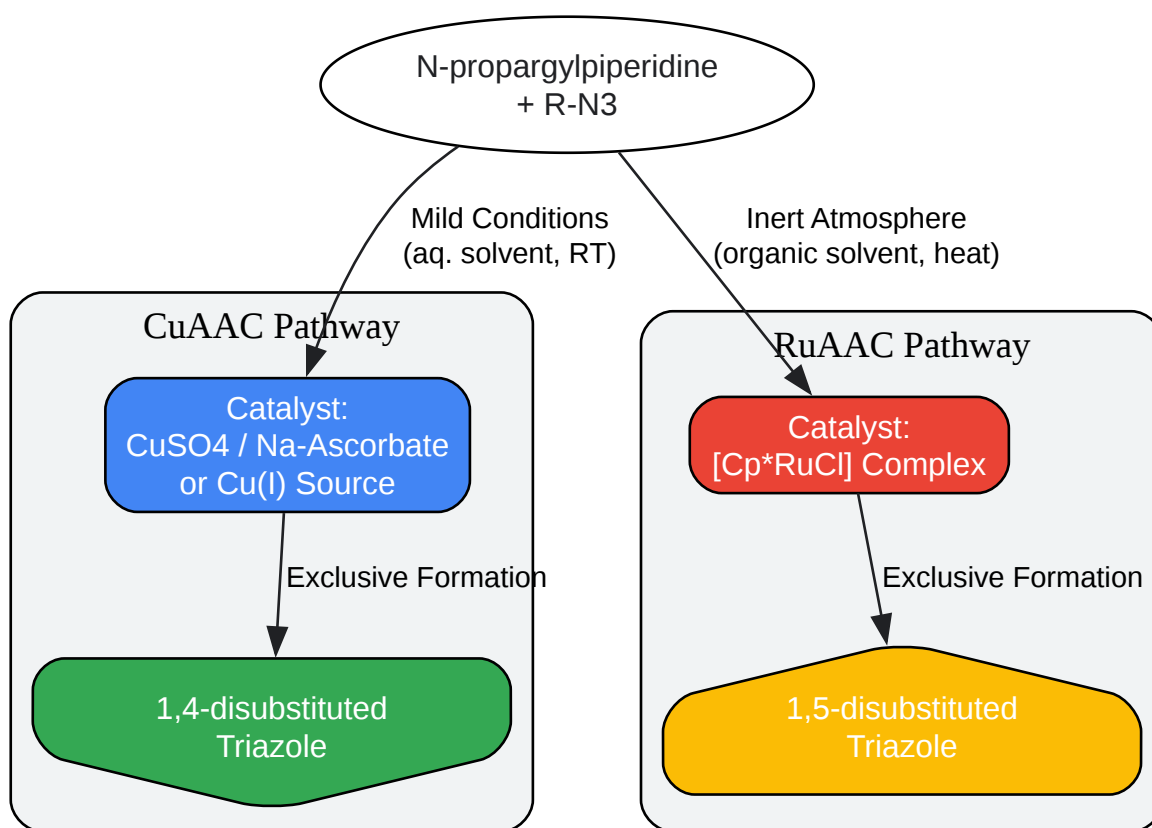 N-propargylpiperidine
+ R-N3
Mild Conditions
(aq. solvent, RT)
Inert Atmosphere
(organic solvent, heat)
CuAAC Pathway
RuAAC Pathway
Catalyst:
CuSO4 / Na-Ascorbate
or Cu(I) Source
Catalyst:
[Cp*RuCl] Complex
Exclusive Formation
Exclusive Formation
1,4-disubstituted
Triazole
1,5-disubstituted
Triazole